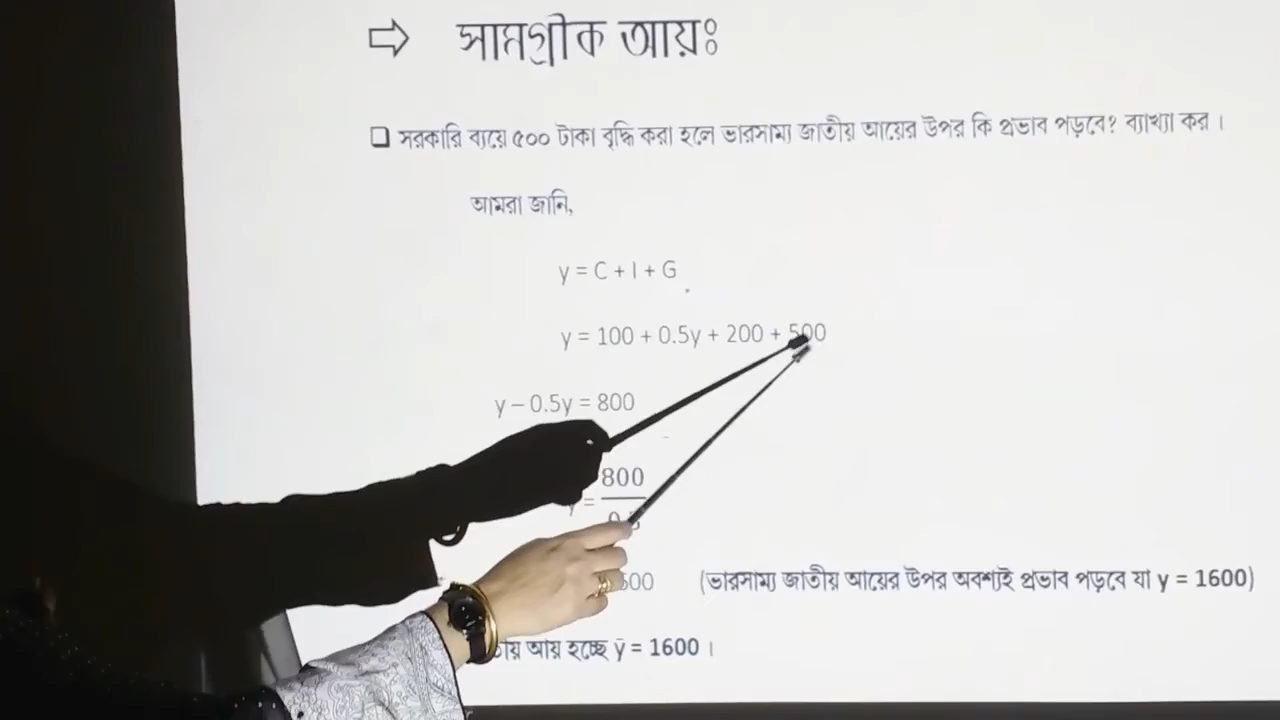 সামগ্রীক আয়ঃ
সরকারি ব্যয়ে ৫০০ টাকা বৃদ্ধি করা হলে ভারসাম্য জাতীয় আয়ের উপর কি প্রভাব পড়বে? ব্যাখ্যা কর।
আমরা জানি,
y = C + I + G
y = 100 + 0.5y + 200 + 500
y – 0.5y = 800
= 800
(ভারসাম্য জাতীয় আয়ের উপর অবশ্যই প্রভাব পড়বে যা y = 1600)
আয় হচ্ছে ȳ = 1600 ।